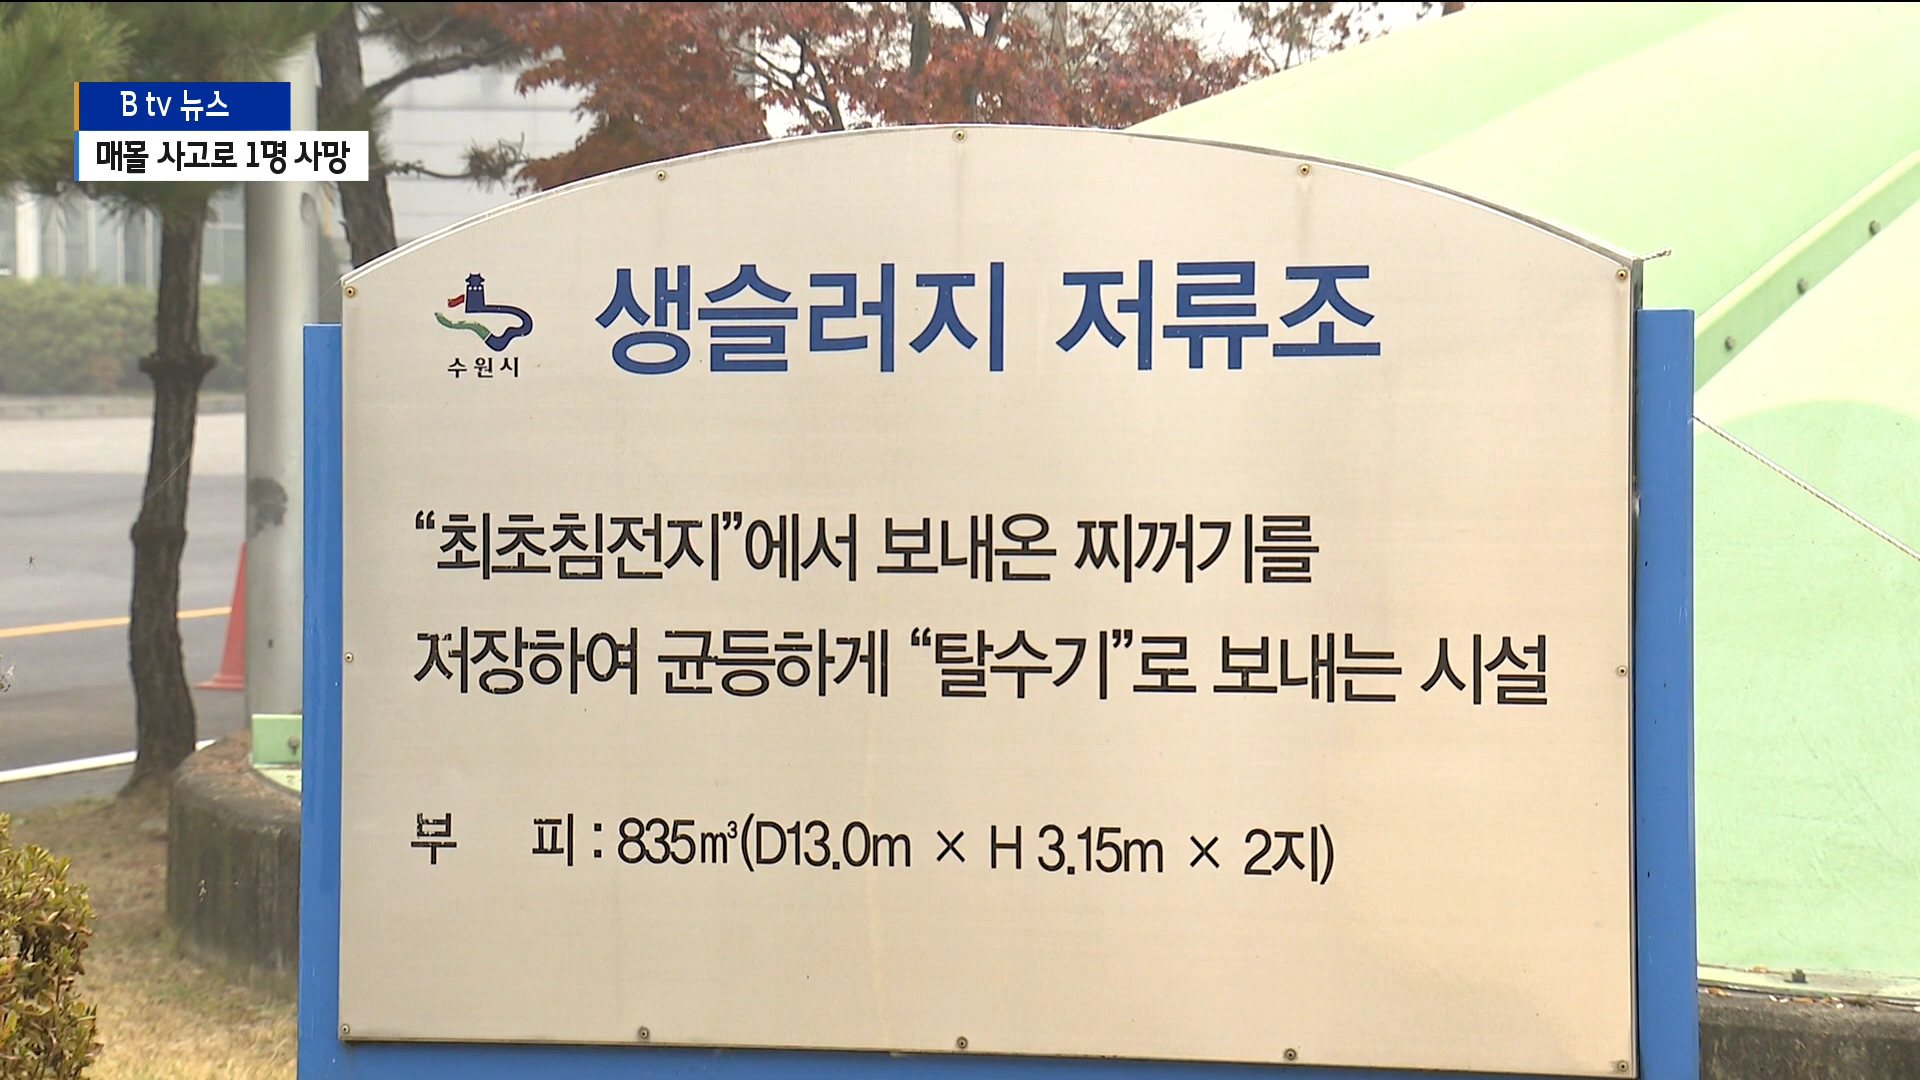 B tv 뉴스
매몰 사고로 1명 사망
수원시
생슬러지 저류조
“최초침전지”에서 보내온 찌꺼기를
저장하여 균등하게 “탈수기”로 보내는 시설
부 피 : 835㎥(D13.0m × H 3.15m × 2지)